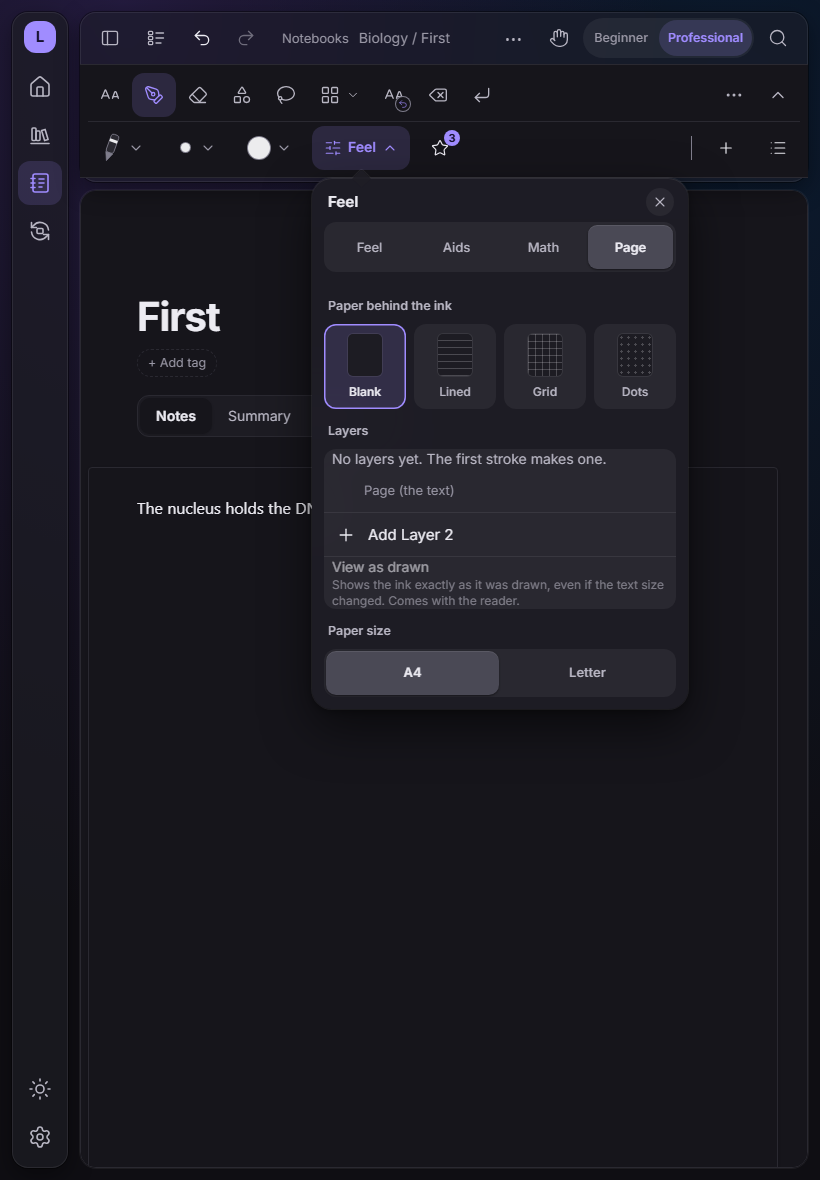 L
Notebooks Biology / First
Beginner Professional
AA
AA
Feel
3
Feel
Feel Aids Math Page
Paper behind the ink
Blank Lined Grid Dots
First
+ Add tag
Notes Summary
Layers
No layers yet. The first stroke makes one.
Page (the text)
The nucleus holds the
+ Add Layer 2
View as drawn
Shows the ink exactly as it was drawn, even if the text size
changed. Comes with the reader.
Paper size
A4 Letter